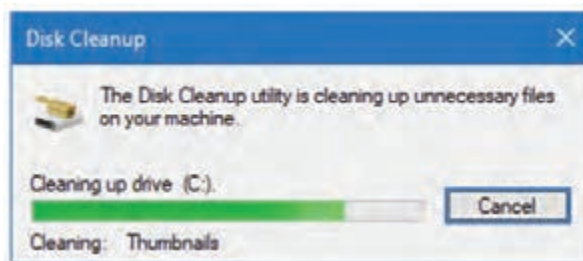 Disk Cleanup
The Disk Cleanup utility is cleaning up unnecessary files
on your machine.
Cleaning up drive (C:).
Cancel
Cleaning: Thumbnails